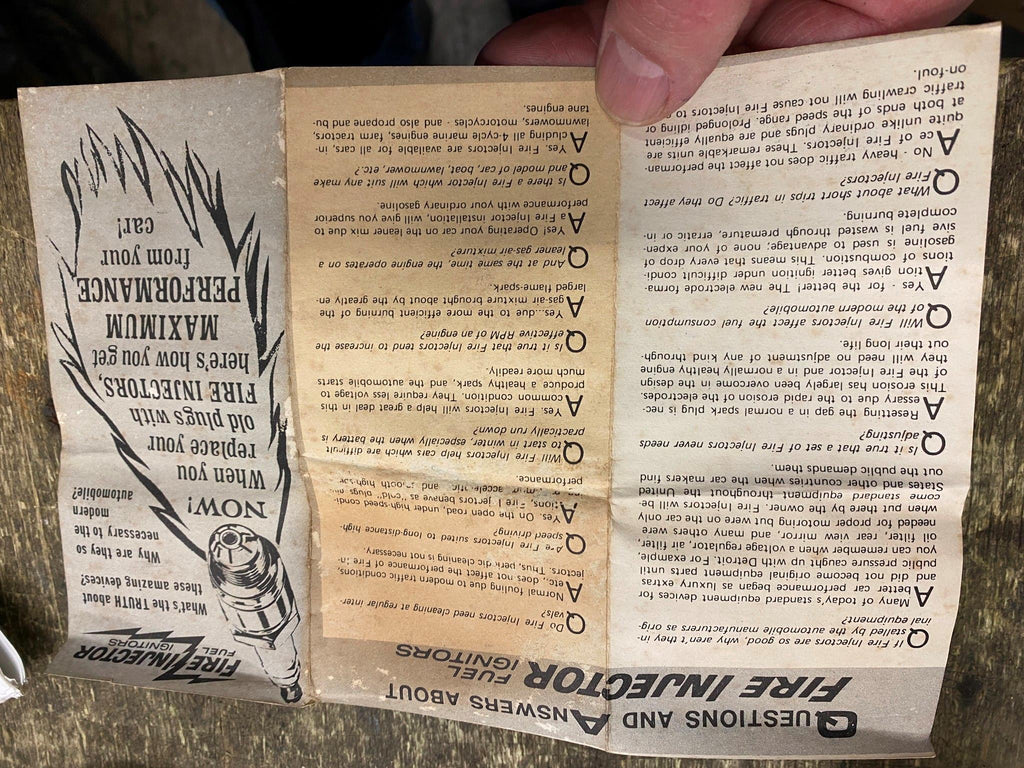 QUESTIONS AND ANSWERS ABOUT
FIRE INJECTOR FUEL IGNITORS
Q If Fire Injectors are so good, why aren't they in-
stalled by the automobile manufacturers as orig-
inal equipment?
A Many of today's standard equipment devices for
better car performance began as luxury extras
and did not become original equipment parts until
public pressure caught up with Detroit. For example,
you can remember when a voltage regulator, air filter,
oil filter, rear view mirror, and many others were
needed for proper motoring but were on the car only
when put there by the owner. Fire Injectors will be-
come standard equipment throughout the United
States and other countries when the car makers find
out the public demands them.
Q Is it true that a set of Fire Injectors never needs
adjusting?
A Resetting the gap in a normal spark plug is nec-
essary due to the rapid erosion of the electrodes.
This erosion has largely been overcome in the design
of the Fire Injector and in a normally healthy engine
they will need no adjustment of any kind through-
out their long life.
Q Will Fire Injectors affect the fuel consumption
of the modern automobile?
A Yes - for the better! The new electrode forma-
tion gives better ignition under difficult condi-
tions of combustion. This means that every drop of
gasoline is used to advantage; none of your expen-
sive fuel is wasted through premature, erratic or in-
complete burning.
Q What about short trips in traffic? Do they affect
Fire Injectors?
A No - heavy traffic does not affect the perform-
ance of Fire Injectors. These remarkable units are
quite unlike ordinary plugs and are equally efficient
at both ends of the speed range. Prolonged idling or
traffic crawling will not cause Fire Injectors to
on-foul.
Q Do Fire Injectors need cleaning at regular inter-
vals?
A Normal fouling due to modern traffic conditions,
etc., does not affect the performance of Fire In-
jectors. Thus, periodic cleaning is not necessary.
Q Are Fire Injectors suited to long-distance high-
speed driving?
A Yes. On the open road, under high-speed condi-
tions, Fire Injectors behave as "cold" plugs
and smooth high-
performance.
Q Will Fire Injectors help cars which are difficult
to start in winter, especially when the battery is
practically run down?
A Yes. Fire Injectors will help a great deal in this
common condition. They require less voltage to
produce a healthy spark, and the automobile starts
much more readily.
Q Is it true that Fire Injectors tend to increase the
effective RPM of an engine?
A Yes...due to the more efficient burning of the
gas-air mixture brought about by the greatly en-
larged flame-spark.
Q And at the same time, the engine operates on a
leaner gas-air mixture?
A Yes! Operating your car on the leaner mix due to
a Fire Injector installation, will give you superior
performance with your ordinary gasoline.
Q Is there a Fire Injector which will suit any make
and model of car, boat, lawnmower, etc.?
A Yes. Fire Injectors are available for all cars, in-
cluding all 4-cycle marine engines, farm tractors,
lawnmowers, motorcycles - and also propane and bu-
tane engines.
FIRE INJECTOR
FUEL IGNITORS
What's the TRUTH about
these amazing devices?
Why are they so
necessary to the
modern
automobile?
NOW!
When you
replace your
old plugs with
FIRE INJECTORS,
here's how you get
MAXIMUM
PERFORMANCE
from your
car!